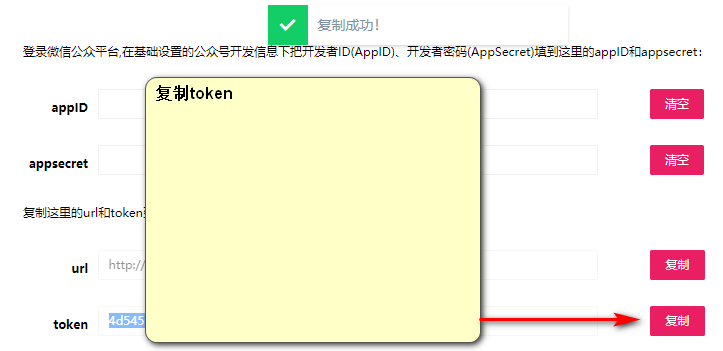 复制成功！
登录微信公众平台,在基础设置的公众号开发信息下把开发者ID(AppID)、开发者密码(AppSecret)填到这里的appID和appsecret:
复制token
appID
清空
appsecret
清空
复制这里的url和token
url
http://
复制
token
4d545
复制